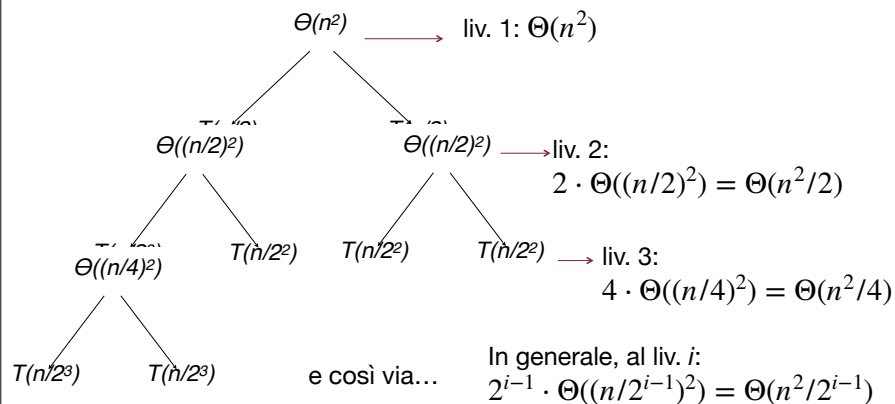 Θ(n²) liv. 1: Θ(n²)
Θ((n/2)²) Θ((n/2)²) liv. 2:
2 · Θ((n/2)²) = Θ(n²/2)
T(n/2²) T(n/2²) T(n/2²) liv. 3:
Θ((n/4)²)
4 · Θ((n/4)²) = Θ(n²/4)
T(n/2³) T(n/2³) e così via… In generale, al liv. i:
2ⁱ⁻¹ · Θ((n/2ⁱ⁻¹)²) = Θ(n²/2ⁱ⁻¹)